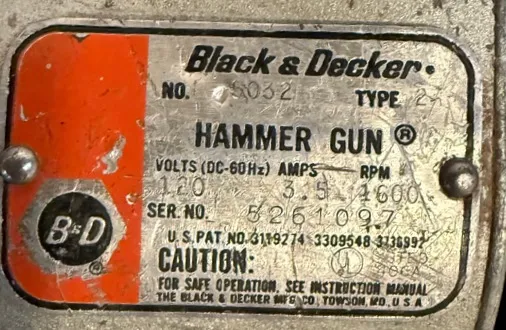 Black & Decker®
NO. 5032 TYPE 2
HAMMER GUN ®
VOLTS (DC-60Hz) AMPS RPM
120 3.5 1600
SER. NO. 5261097
B&D ®
U.S. PAT. NO. 3119274 3309548
CAUTION: UL
FOR SAFE OPERATION, SEE INSTRUCTION MANUAL
THE BLACK & DECKER MFG. CO., TOWSON, MD., U.S.A.